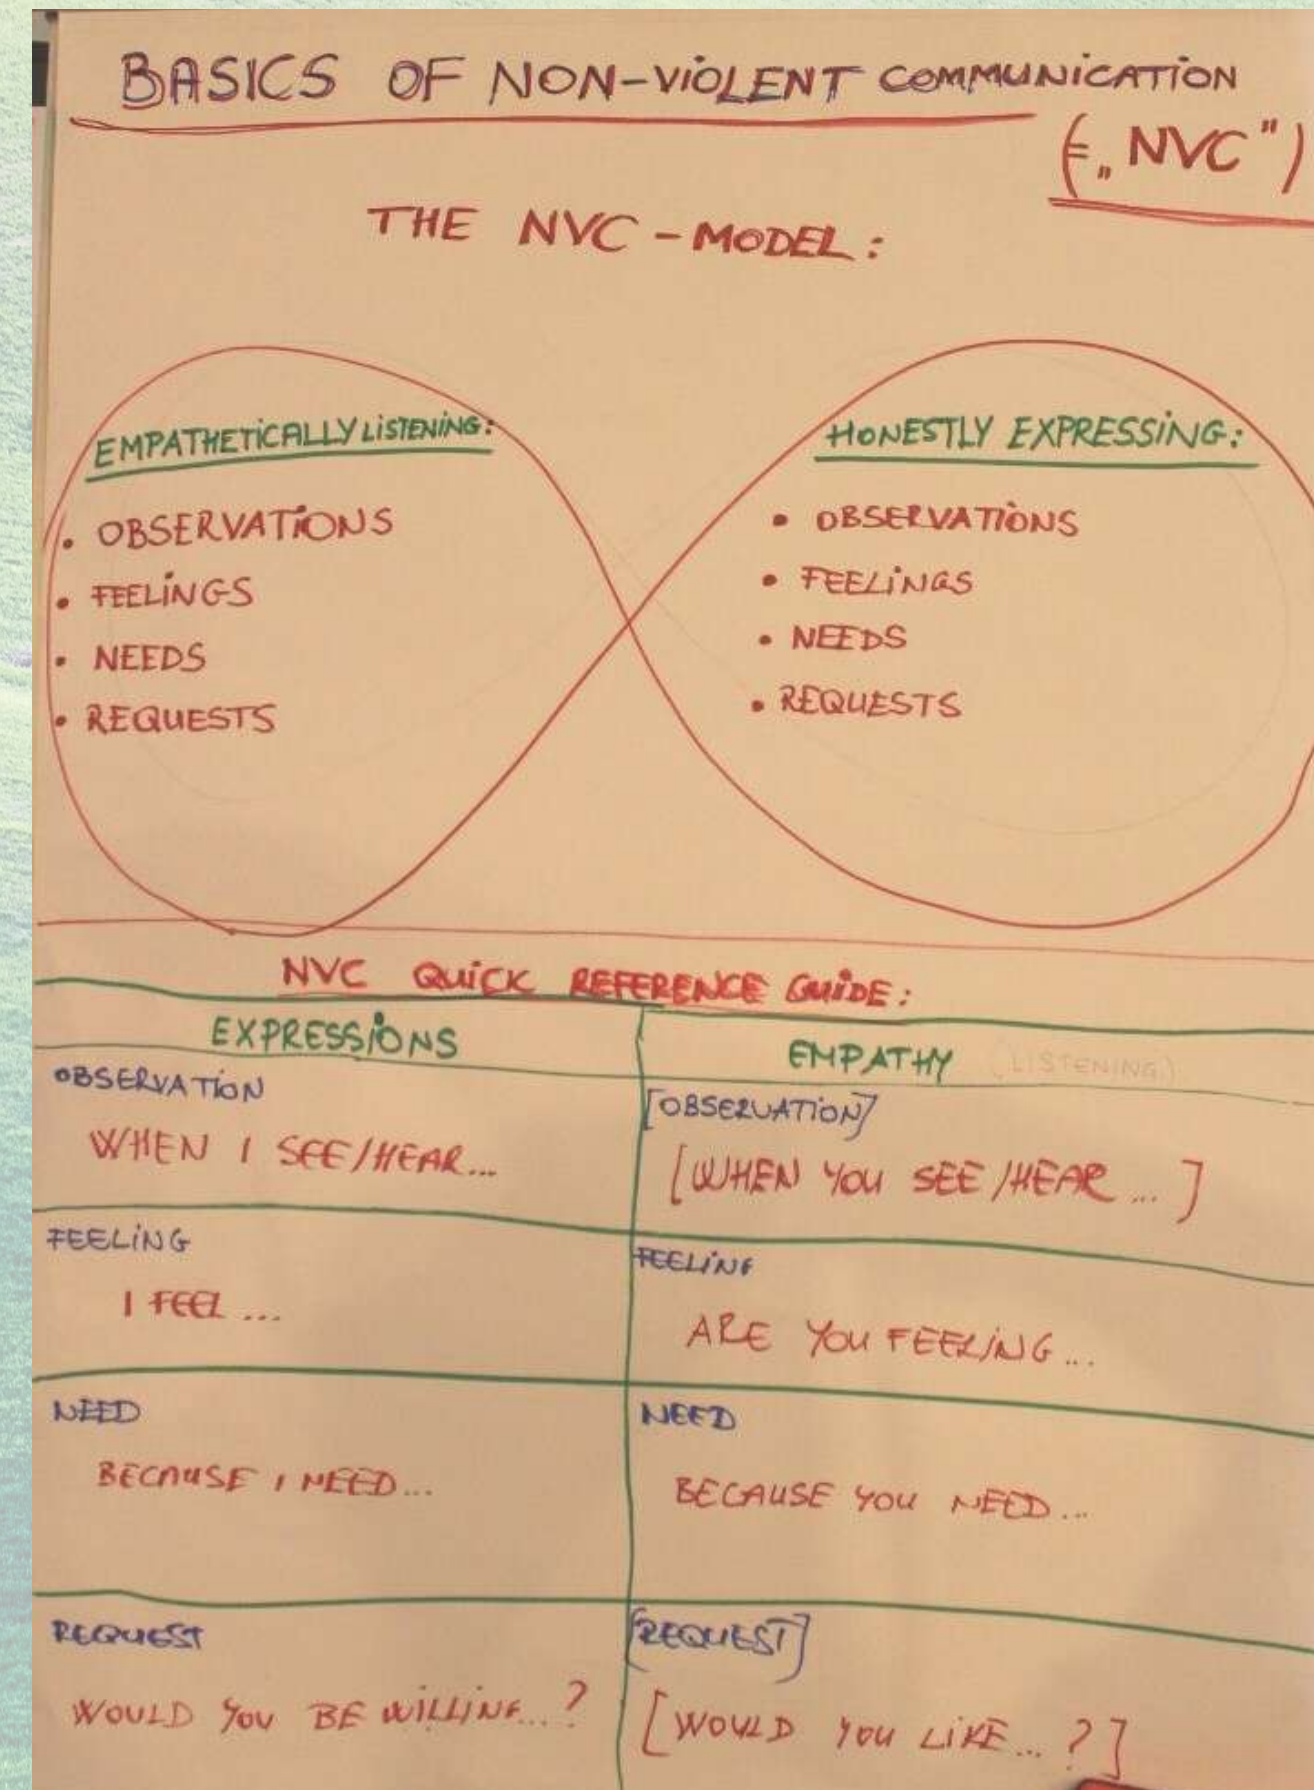 BASICS OF NON-VIOLENT COMMUNICATION
(= „NVC")
THE NVC - MODEL:
EMPATHETICALLY LISTENING:
• OBSERVATIONS
• FEELINGS
• NEEDS
• REQUESTS
HONESTLY EXPRESSING:
• OBSERVATIONS
• FEELINGS
• NEEDS
• REQUESTS
NVC QUICK REFERENCE GUIDE:
EXPRESSIONS
EMPATHY (LISTENING)
OBSERVATION
WHEN I SEE/HEAR...
[OBSERVATION]
[WHEN YOU SEE/HEAR ... ]
FEELING
I FEEL ...
FEELING
ARE YOU FEELING...
NEED
BECAUSE I NEED...
NEED
BECAUSE YOU NEED...
REQUEST
WOULD YOU BE WILLING...?
[REQUEST]
[WOULD YOU LIKE... ?]